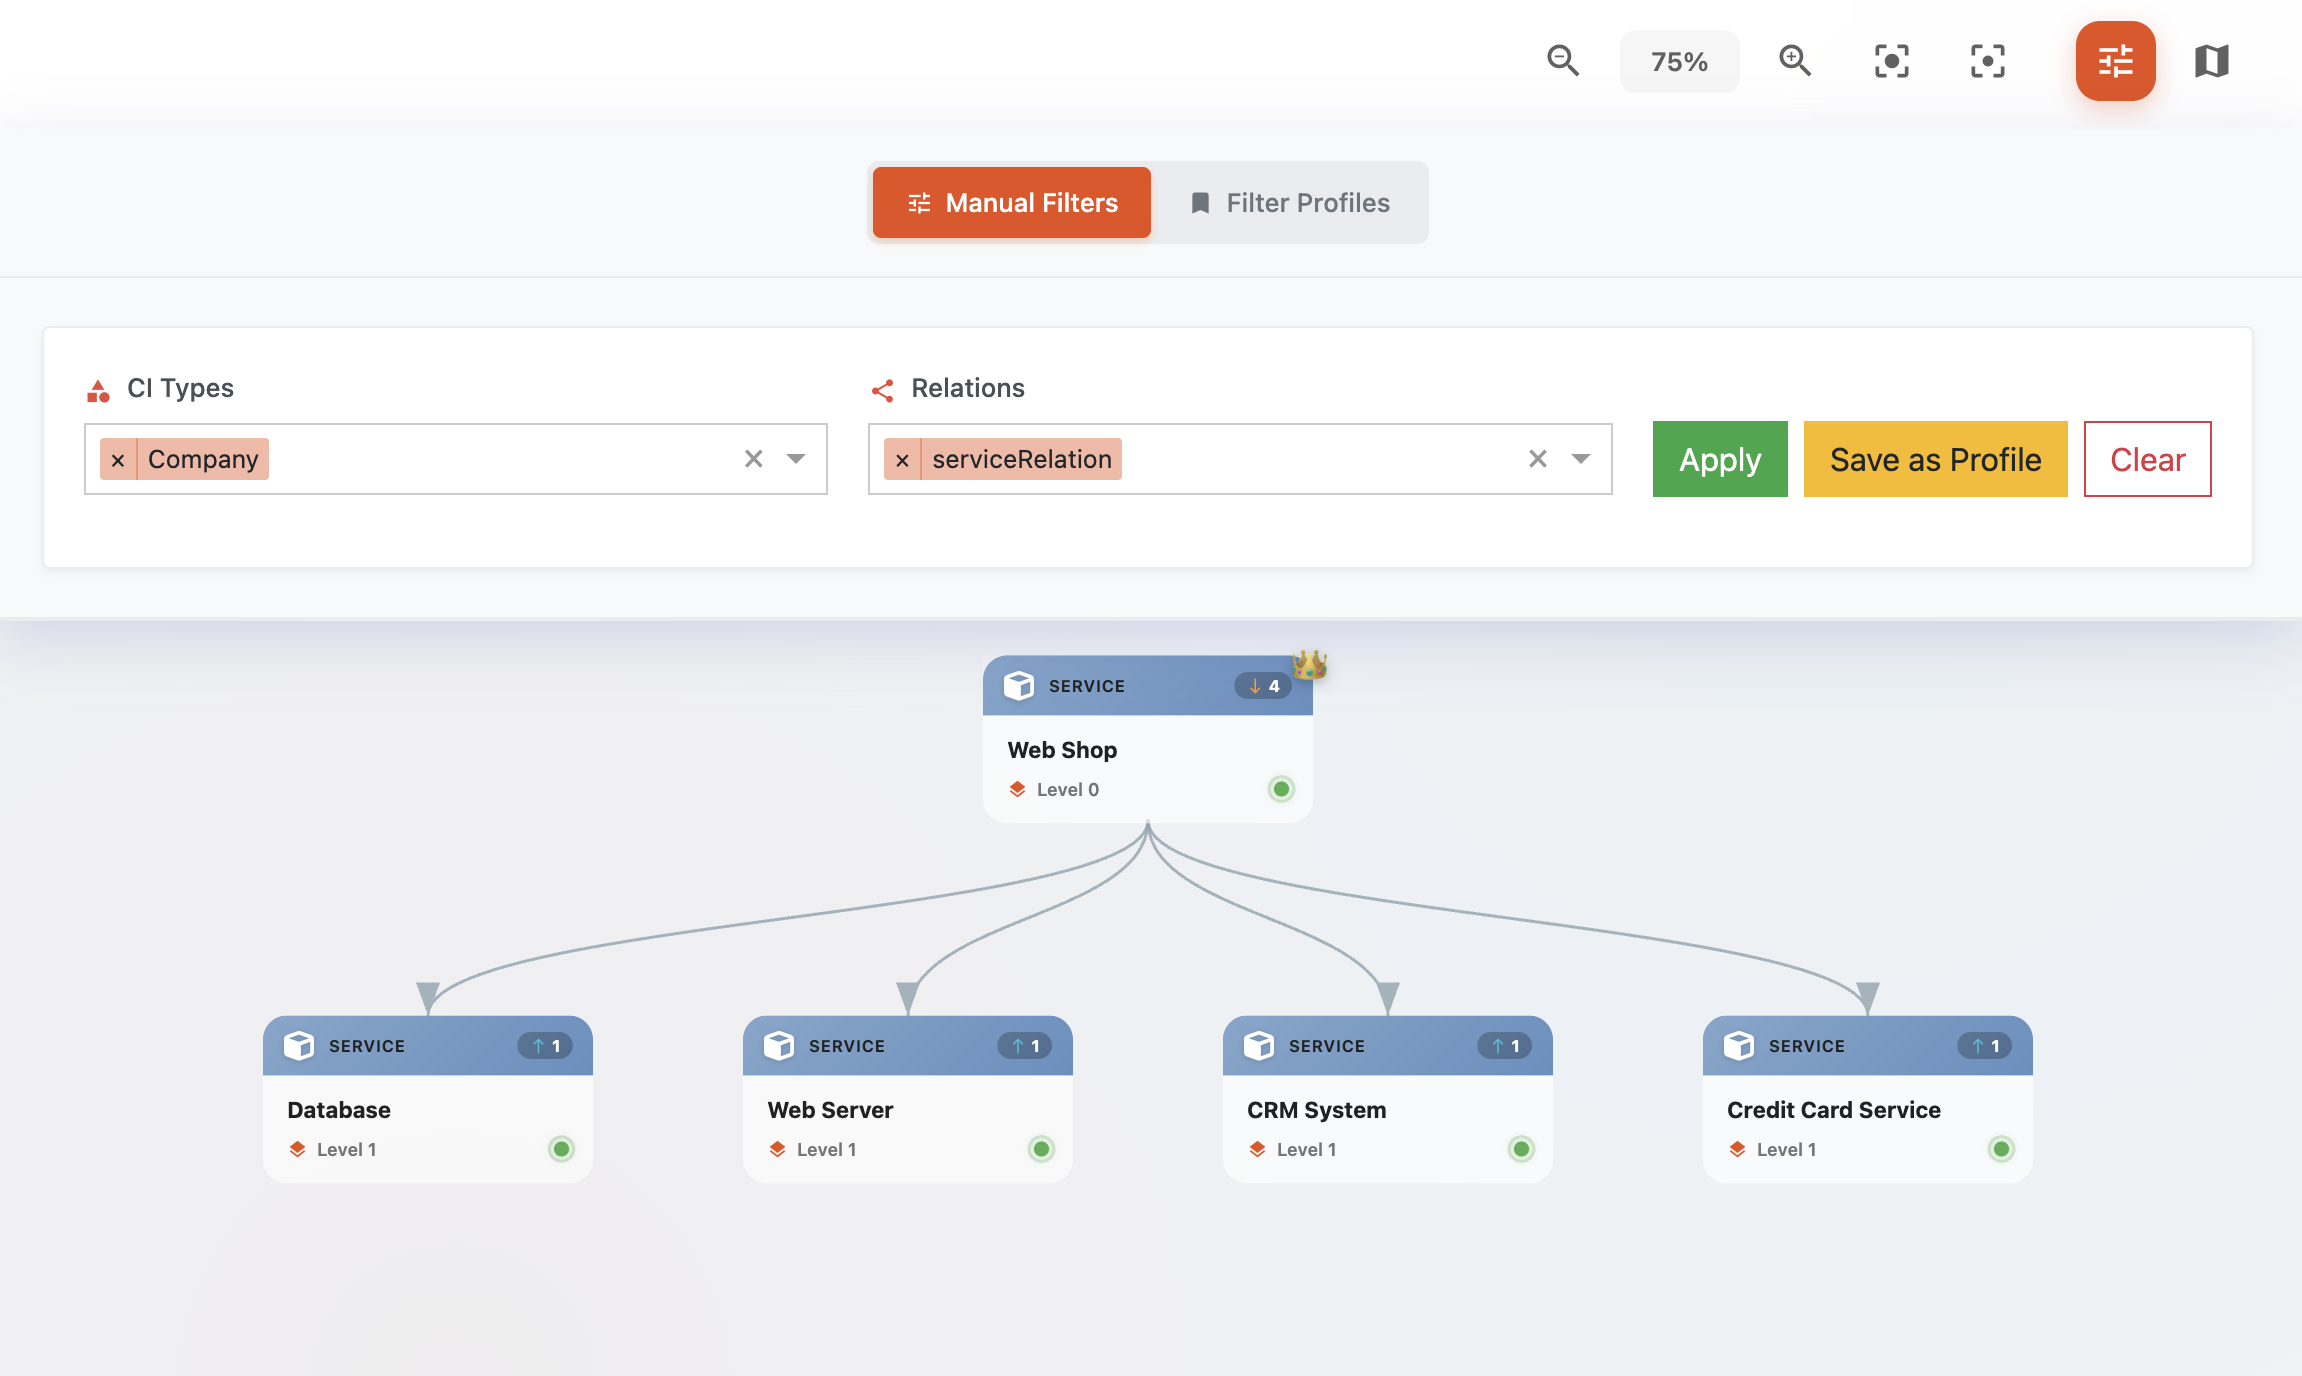 75%
Manual Filters
Filter Profiles
CI Types
Relations
× Company
× serviceRelation
Apply
Save as Profile
Clear
SERVICE ↓ 4
Web Shop
Level 0
SERVICE ↑ 1
Database
Level 1
SERVICE ↑ 1
Web Server
Level 1
SERVICE ↑ 1
CRM System
Level 1
SERVICE ↑ 1
Credit Card Service
Level 1